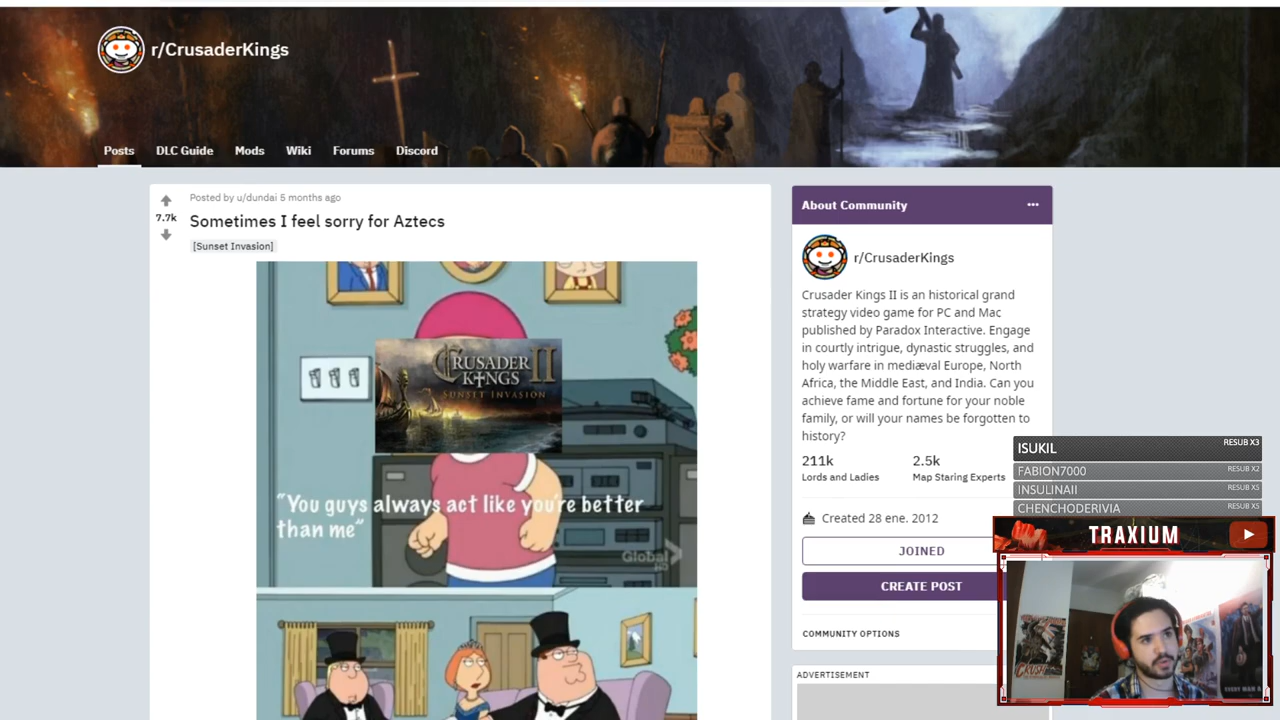 r/CrusaderKings
Posts
DLC Guide
Mods
Wiki
Forums
Discord
7.7k
Posted by u/dundai 5 months ago
Sometimes I feel sorry for Aztecs
[Sunset Invasion]
CRUSADER
KINGS II
SUNSET INVASION
"You guys always act like you're better
than me"
Global
HD
About Community
r/CrusaderKings
Crusader Kings II is an historical grand
strategy video game for PC and Mac
published by Paradox Interactive. Engage
in courtly intrigue, dynastic struggles, and
holy warfare in mediæval Europe, North
Africa, the Middle East, and India. Can you
achieve fame and fortune for your noble
family, or will your names be forgotten to
history?
211k
Lords and Ladies
2.5k
Map Staring Experts
Created 28 ene. 2012
JOINED
CREATE POST
COMMUNITY OPTIONS
ADVERTISEMENT
ISUKIL RESUB X3
FABION7000 RESUB X2
INSULINAII RESUB X5
CHENCHODERIVIA RESUB X5
TRAXIUM